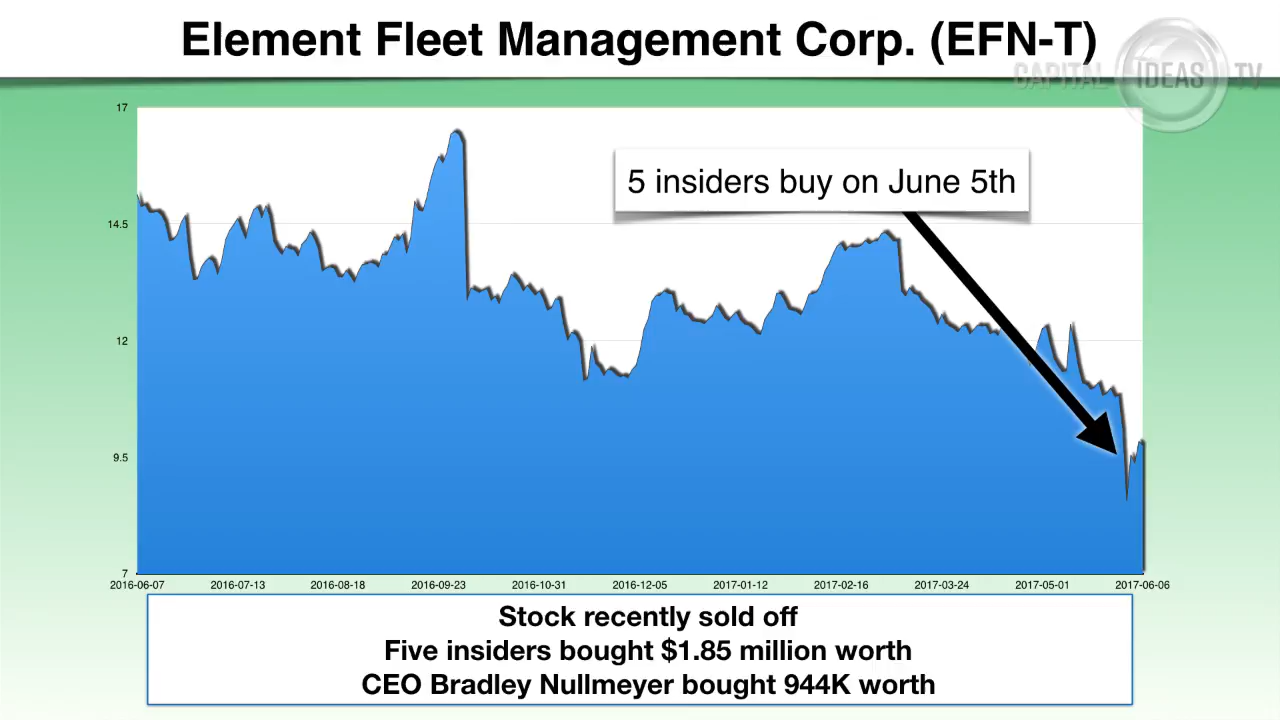 Element Fleet Management Corp. (EFN-T)
CAPITAL IDEAS TV
17
5 insiders buy on June 5th
14.5
12
9.5
7
2016-06-07 2016-07-13 2016-08-18 2016-09-23 2016-10-31 2016-12-05 2017-01-12 2017-02-16 2017-03-24 2017-05-01 2017-06-06
Stock recently sold off
Five insiders bought $1.85 million worth
CEO Bradley Nullmeyer bought 944K worth